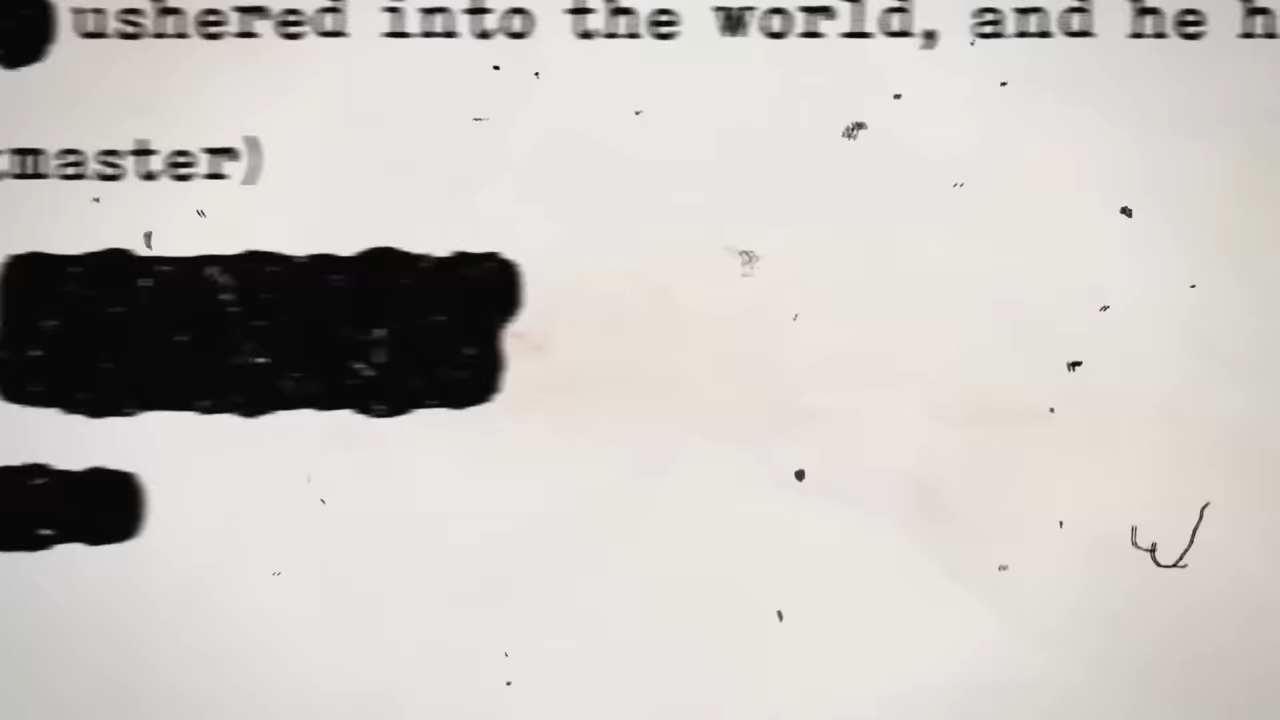 ushered into the world, and he h
master)